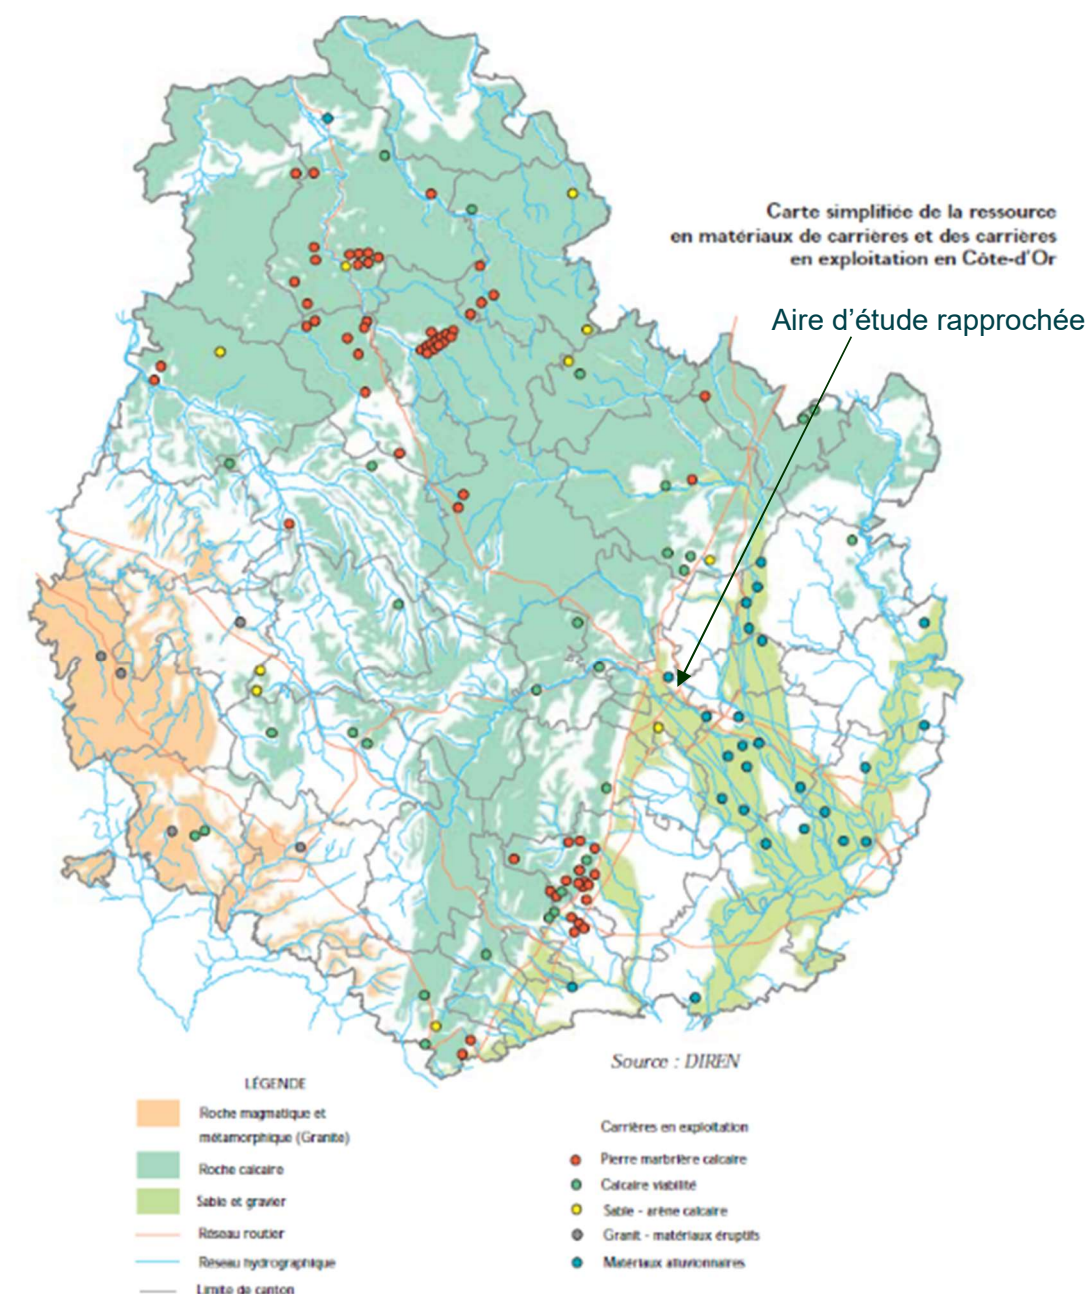 Carte simplifiée de la ressource
en matériaux de carrières et des carrières
en exploitation en Côte-d'Or
Aire d'étude rapprochée
Source : DIREN
LÉGENDE
Roche magmatique et
métamorphique (Granite)
Roche calcaire
Sable et gravier
Réseau routier
Réseau hydrographique
Limite de canton
Carrières en exploitation
Pierre marbrière calcaire
Calcaire viabilité
Sable - arène calcaire
Granit - matériaux éruptifs
Matériaux alluvionnaires